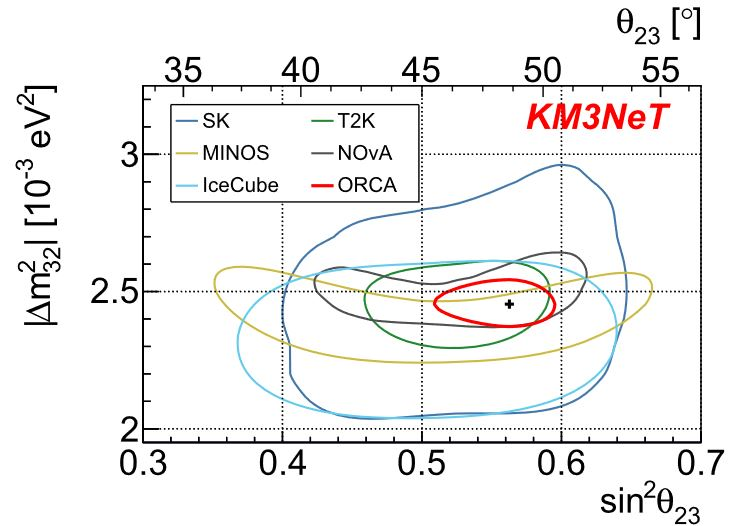 θ23 [°]
35 40 45 50 55
KM3NeT
SK T2K
MINOS NOvA
IceCube ORCA
|Δm²32| [10⁻³ eV²]
3
2.5
2
0.3 0.4 0.5 0.6 0.7
sin²θ23